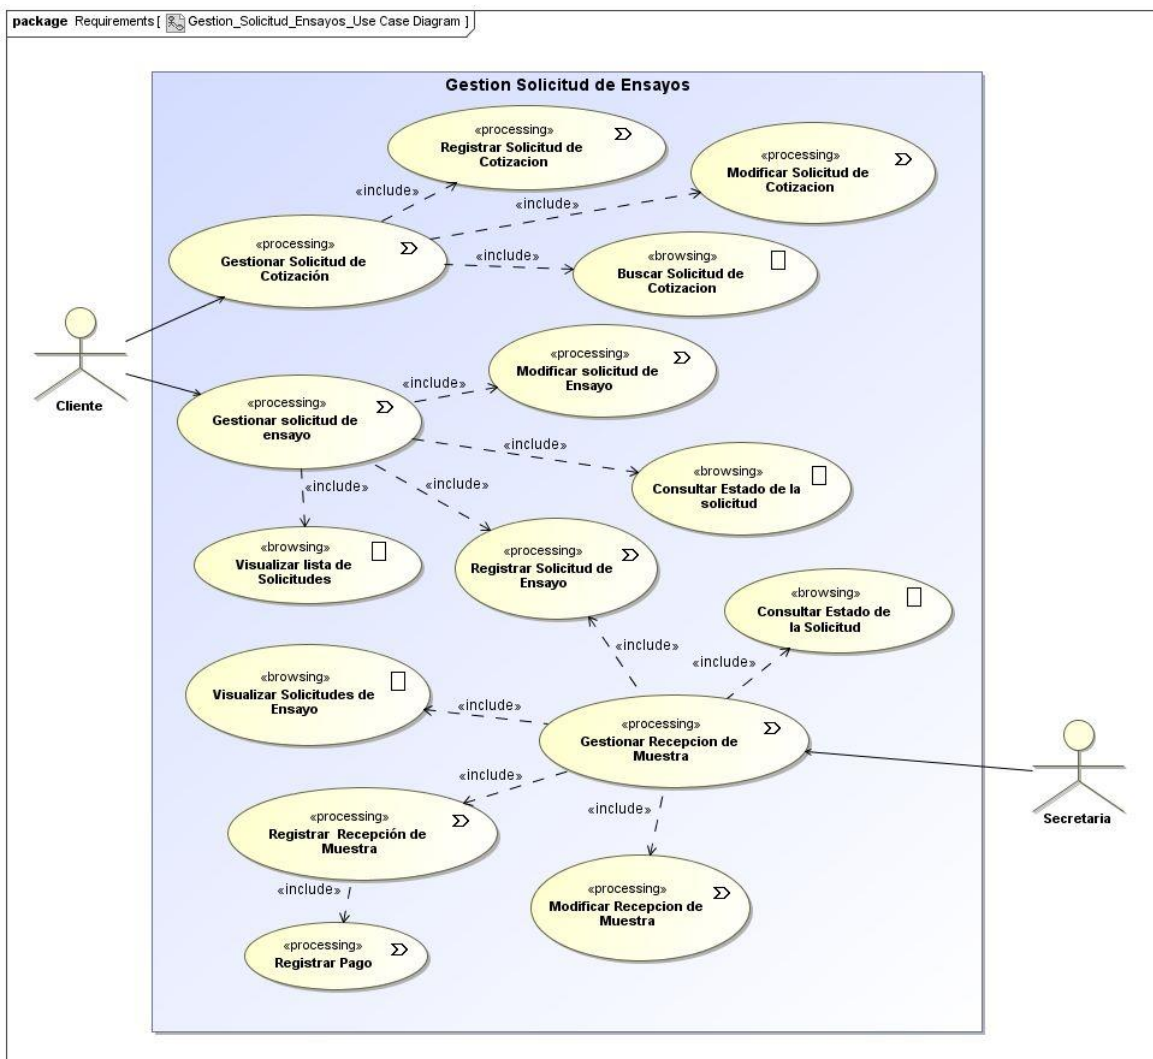 package Requirements [ Gestion_Solicitud_Ensayos_Use Case Diagram ]
Gestion Solicitud de Ensayos
«processing»
Registrar Solicitud de
Cotizacion
«processing»
Modificar Solicitud de
Cotizacion
«include»
«include»
«processing»
Gestionar Solicitud de
Cotización
«include»
«browsing»
Buscar Solicitud de
Cotizacion
Cliente
«processing»
Modificar solicitud de
Ensayo
«include»
«processing»
Gestionar solicitud de
ensayo
«include»
«browsing»
Consultar Estado de la
solicitud
«include»
«include»
«browsing»
Visualizar lista de
Solicitudes
«processing»
Registrar Solicitud de
Ensayo
«browsing»
Consultar Estado de
la Solicitud
«include»
«include»
«browsing»
Visualizar Solicitudes de
Ensayo
«include»
«processing»
Gestionar Recepcion de
Muestra
Secretaria
«include»
«include»
«processing»
Registrar Recepción de
Muestra
«include»
«processing»
Modificar Recepcion de
Muestra
«processing»
Registrar Pago